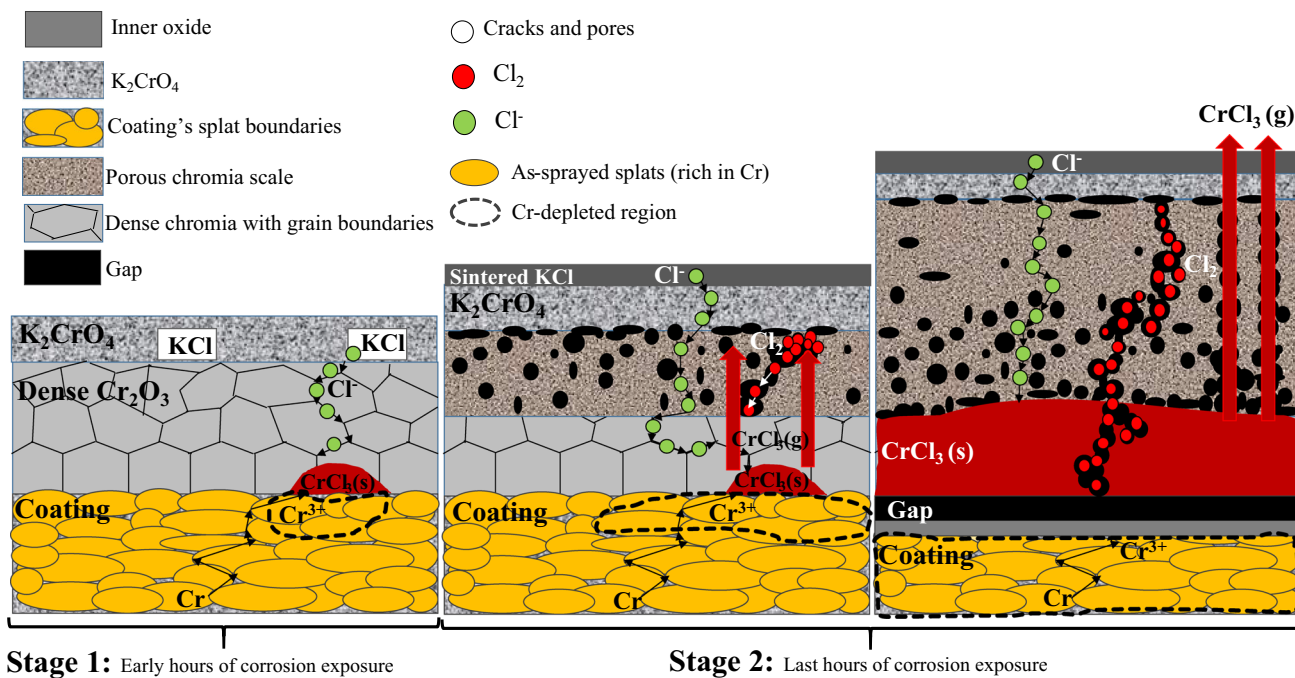 Inner oxide
K₂CrO₄
Coating's splat boundaries
Porous chromia scale
Dense chromia with grain boundaries
Gap
Cracks and pores
Cl₂
Cl⁻
As-sprayed splats (rich in Cr)
Cr-depleted region
K₂CrO₄
KCl
KCl
Dense Cr₂O₃
Cl⁻
CrCl₃(s)
Coating
Cr³⁺
Cr
Sintered KCl
Cl⁻
K₂CrO₄
Cl₂
CrCl₃(g)
CrCl₃(s)
Coating
Cr³⁺
Cr
CrCl₃ (g)
Cl⁻
Cl₂
CrCl₃ (s)
Gap
Coating
Cr³⁺
Cr
Stage 1: Early hours of corrosion exposure
Stage 2: Last hours of corrosion exposure